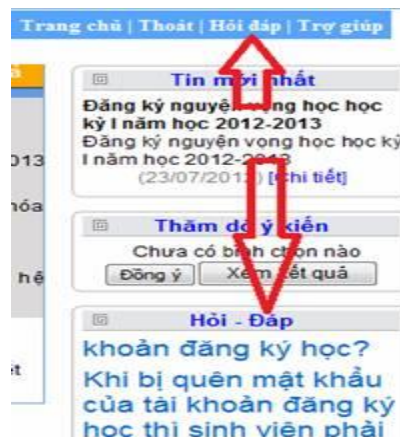 Trang chủ | Thoát | Hỏi đáp | Trợ giúp
Tin mới nhất
Đăng ký nguyện vọng học học
kỳ I năm học 2012-2013
Đăng ký nguyện vọng học học kỳ
I năm học 2012-2013
(23/07/2012) [Chi tiết]
013
hóa
Thăm dò ý kiến
Chưa có bình chọn nào
hệ
Đồng ý Xem kết quả
Hỏi - Đáp
khoản đăng ký học?
Khi bị quên mật khẩu
của tài khoản đăng ký
học thì sinh viên phải